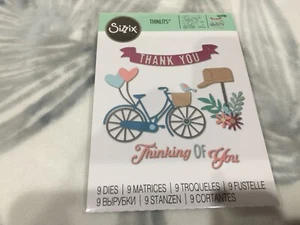 Sizzix
THINLITS
THANK YOU
Thinking Of You
9 DIES | 9 MATRICES | 9 TROQUELES | 9 FUSTELLE
9 ВЫРУБКИ | 9 STANZEN | 9 CORTANTES